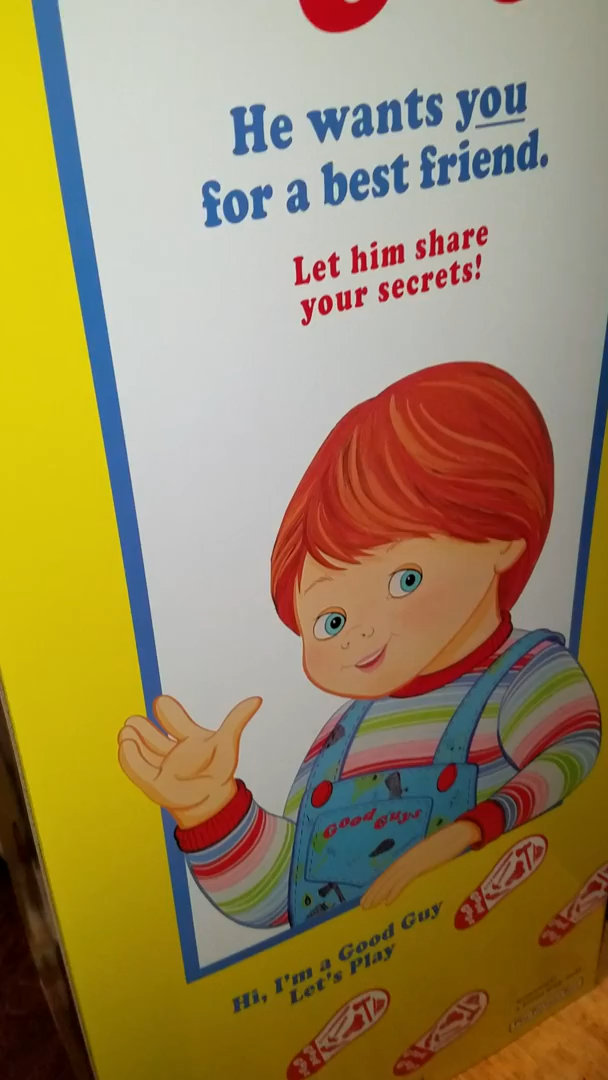 He wants you
for a best friend.
Let him share
your secrets!
Good Guys
Hi, I'm a Good Guy
Let's Play